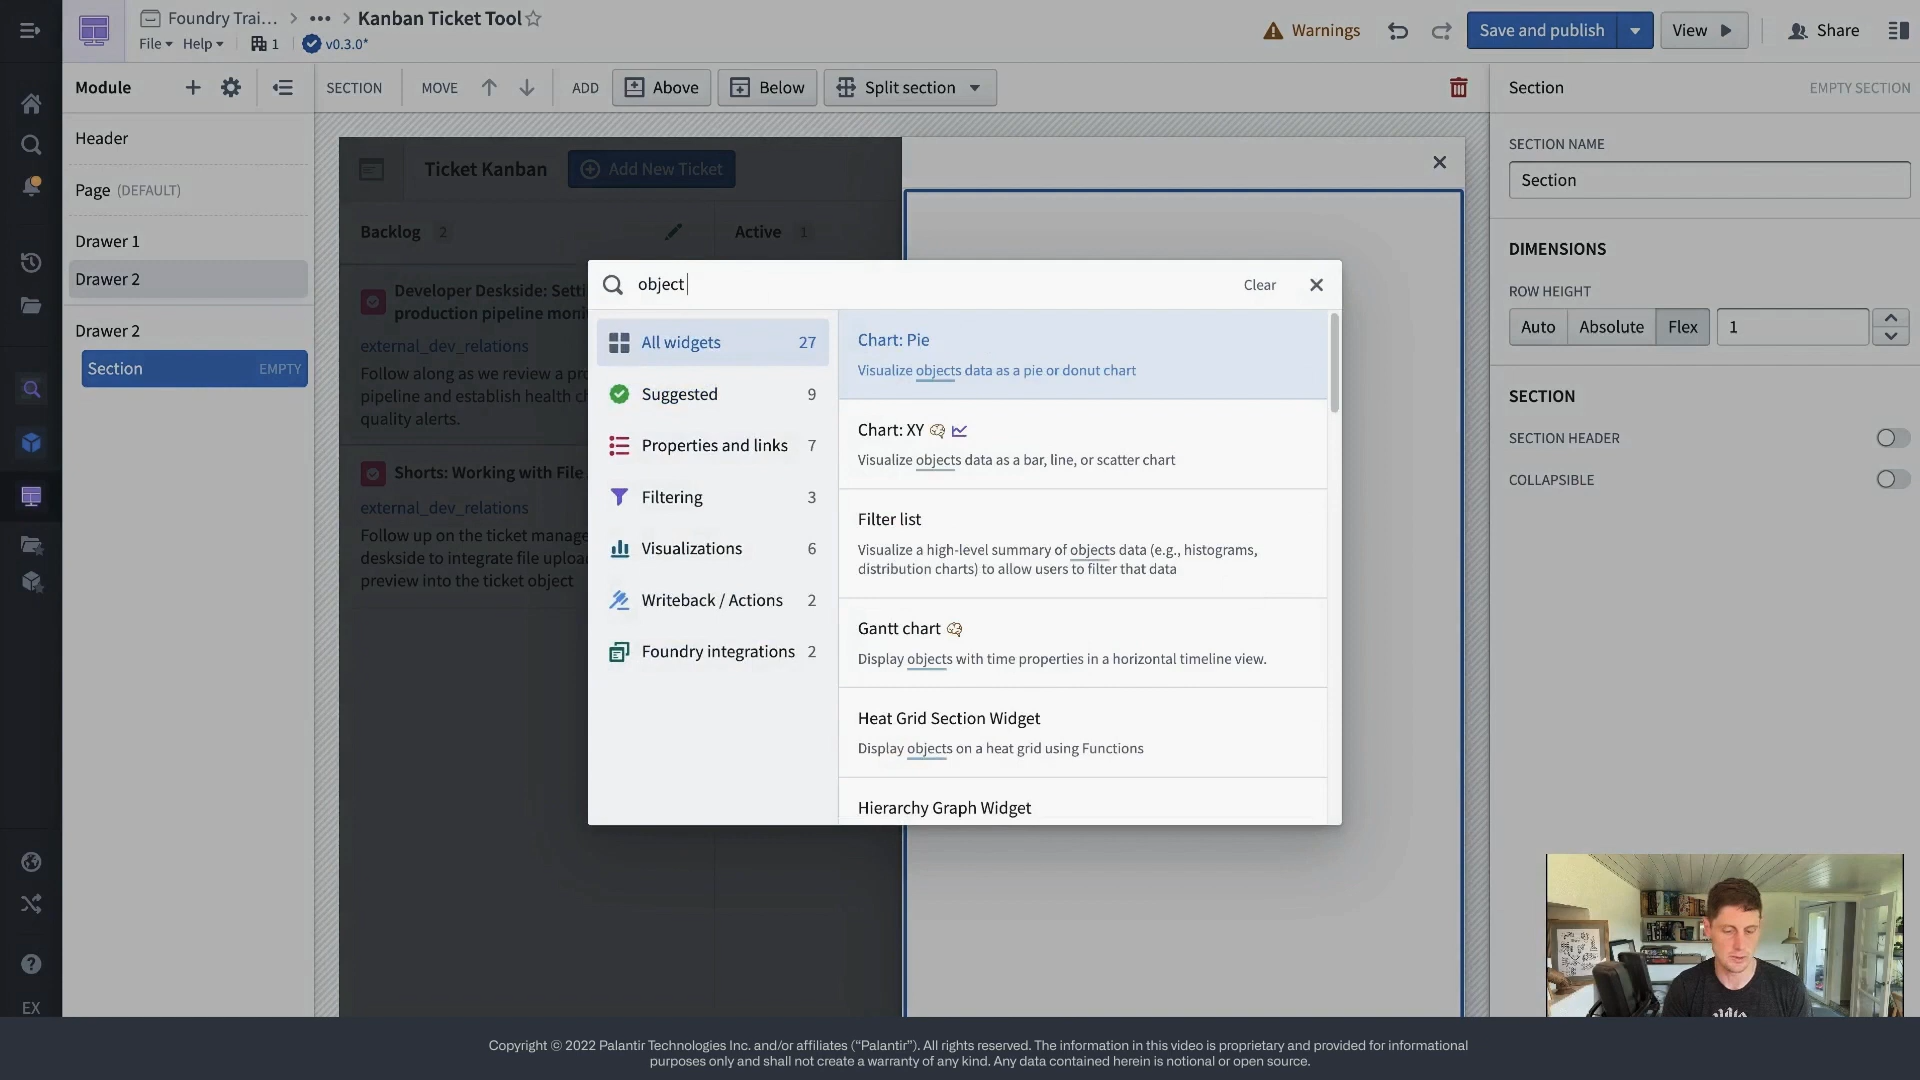 Foundry Trai... > ••• > Kanban Ticket Tool
File Help 1 v0.3.0*
Warnings
Save and publish
View
Share
Module
SECTION MOVE ADD Above Below Split section
Section EMPTY SECTION
Header
Page (DEFAULT)
Drawer 1
Drawer 2
Drawer 2
Section EMPTY
Ticket Kanban Add New Ticket
Backlog 2 Active 1
Developer Deskside: Setti
production pipeline moni
external_dev_relations
Follow along as we review a pro
pipeline and establish health ch
quality alerts.
Shorts: Working with File
external_dev_relations
Follow up on the ticket manage
deskside to integrate file uploa
preview into the ticket object
object Clear
All widgets 27
Suggested 9
Properties and links 7
Filtering 3
Visualizations 6
Writeback / Actions 2
Foundry integrations 2
Chart: Pie
Visualize objects data as a pie or donut chart
Chart: XY
Visualize objects data as a bar, line, or scatter chart
Filter list
Visualize a high-level summary of objects data (e.g., histograms,
distribution charts) to allow users to filter that data
Gantt chart
Display objects with time properties in a horizontal timeline view.
Heat Grid Section Widget
Display objects on a heat grid using Functions
Hierarchy Graph Widget
SECTION NAME
Section
DIMENSIONS
ROW HEIGHT
Auto Absolute Flex 1
SECTION
SECTION HEADER
COLLAPSIBLE
EX
Copyright © 2022 Palantir Technologies Inc. and/or affiliates (“Palantir”). All rights reserved. The information in this video is proprietary and provided for informational
purposes only and shall not create a warranty of any kind. Any data contained herein is notional or open source.